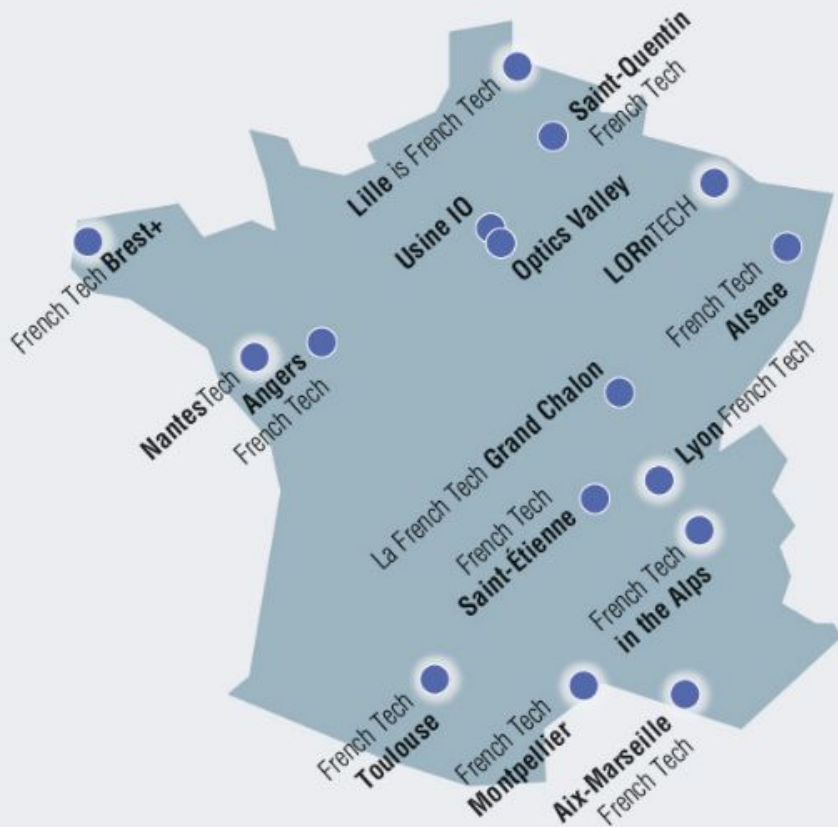 Lille is French Tech
Saint-Quentin
French Tech
Usine IO
Optics Valley
LORnTECH
French Tech
Alsace
French Tech Brest+
NantesTech
Angers
French Tech
La French Tech Grand Chalon
Lyon French Tech
French Tech
Saint-Étienne
French Tech
in the Alps
French Tech
Toulouse
French Tech
Montpellier
Aix-Marseille
French Tech